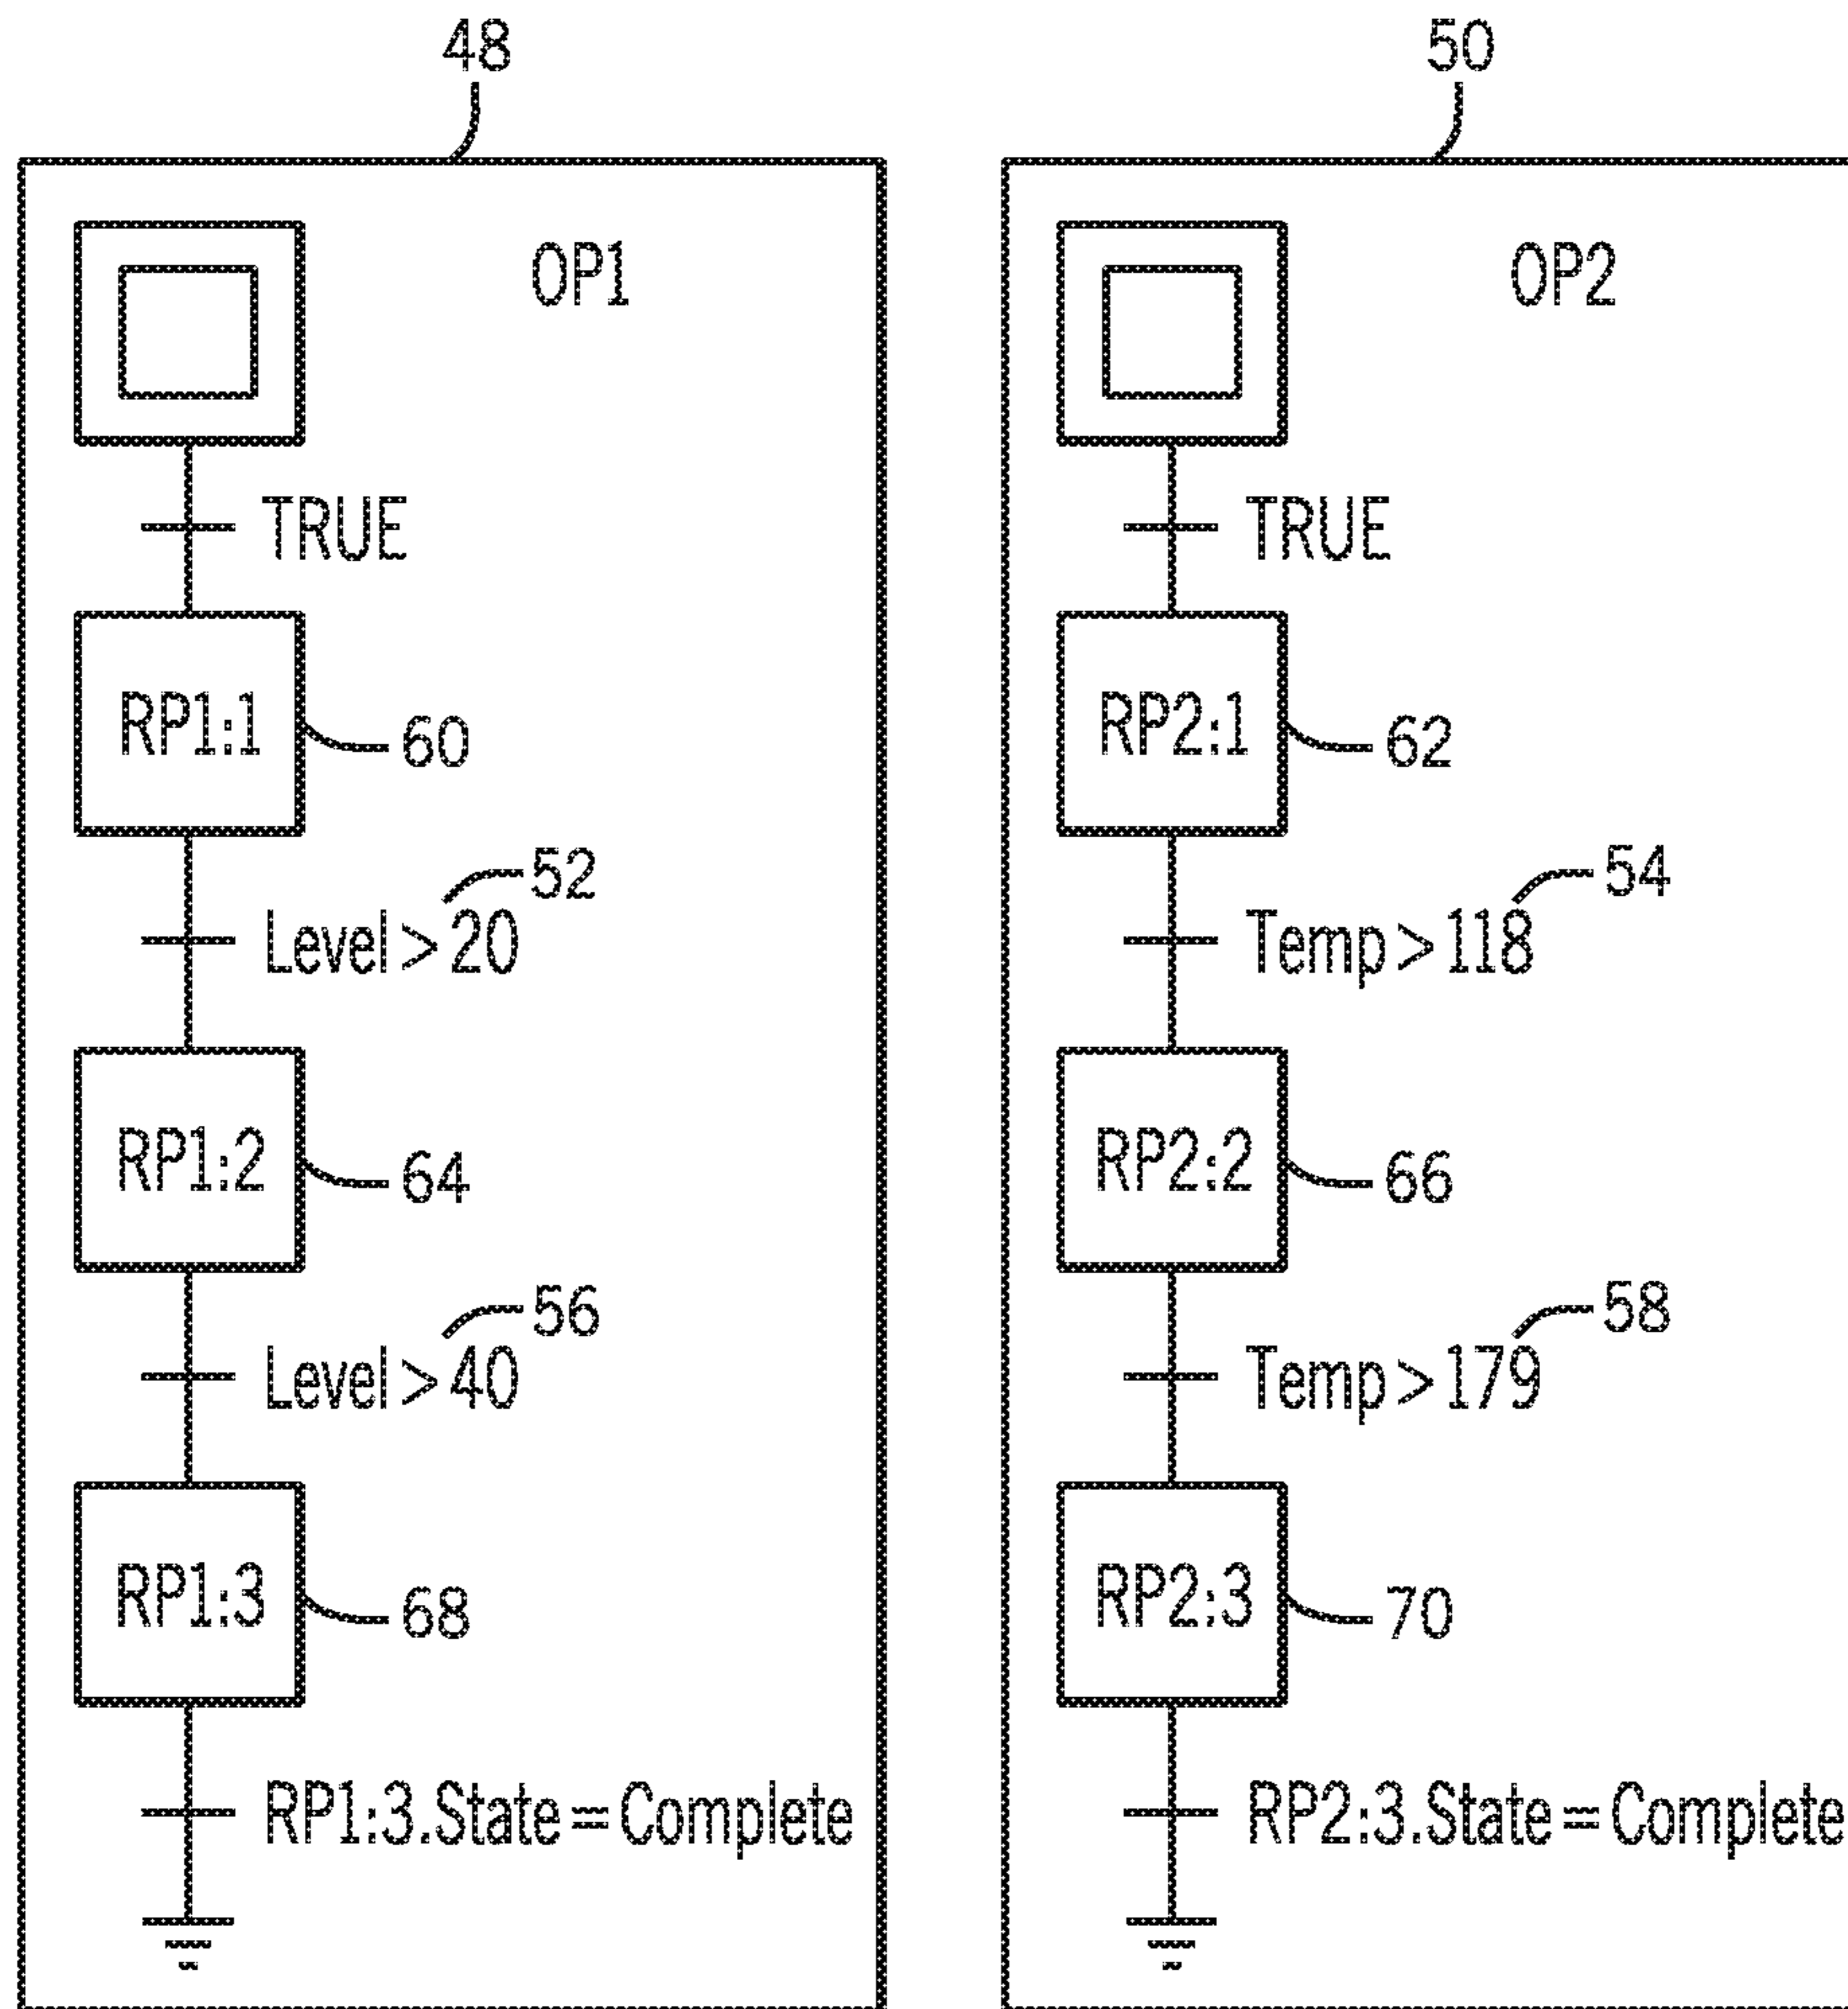 48
OP1
TRUE
RP1:1
60
52
Level > 20
RP1:2
64
56
Level > 40
RP1:3
68
RP1:3.State = Complete
50
OP2
TRUE
RP2:1
62
54
Temp > 118
RP2:2
66
58
Temp > 179
RP2:3
70
RP2:3.State = Complete